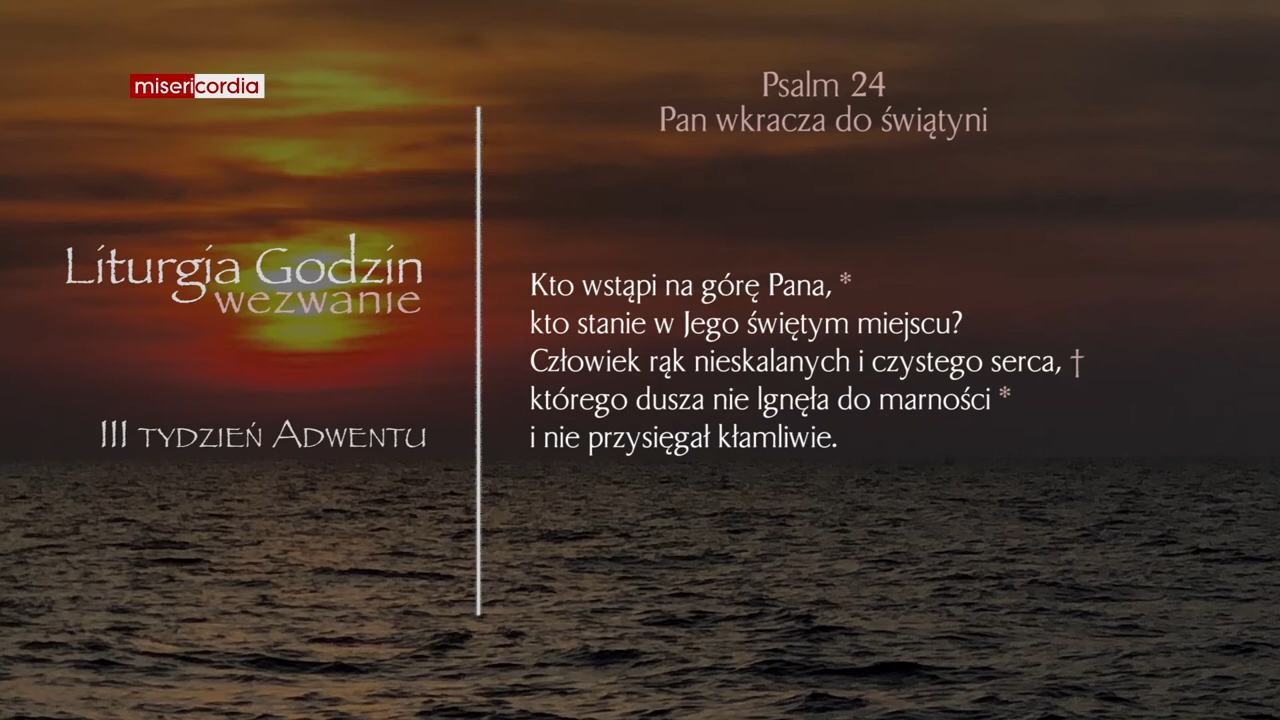 misericordia
Liturgia Godzin
wezwanie
III tydzień Adwentu
Psalm 24
Pan wkracza do świątyni
Kto wstąpi na górę Pana, *
kto stanie w Jego świętym miejscu?
Człowiek rąk nieskalanych i czystego serca, †
którego dusza nie lgnęła do marności *
i nie przysięgał kłamliwie.